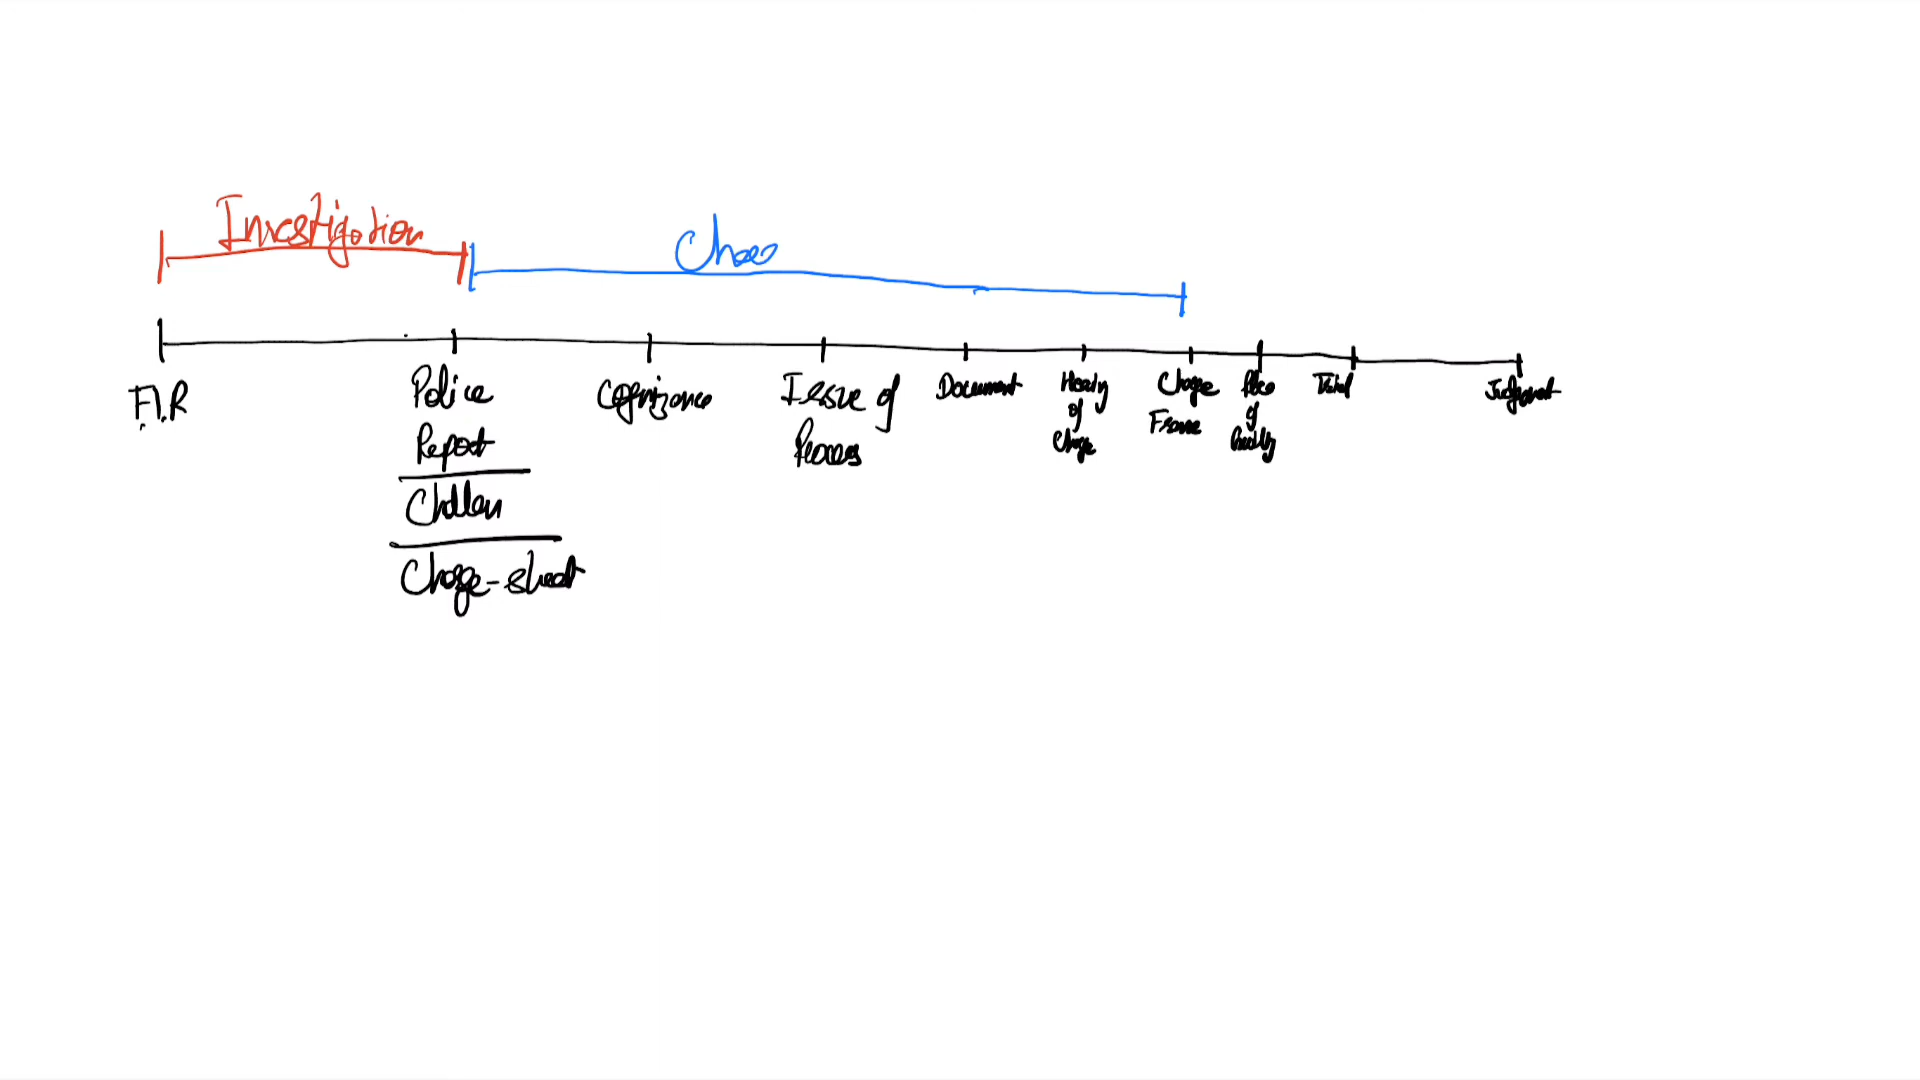 Investigation
F.I.R
Police
Report
Challan
Charge-sheet
Cognizance
Issue of
Process
Document
Hearing
of
Charge
Charge
Frame
Plea
of
Guilty
Trial
Judgment